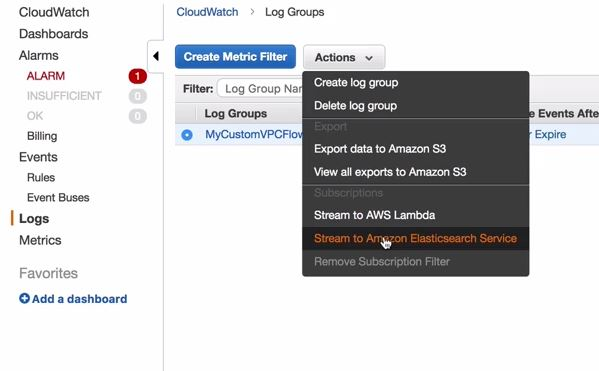 CloudWatch
Dashboards
Alarms
ALARM 1
INSUFFICIENT 0
OK 0
Billing
Events
Rules
Event Buses
Logs
Metrics
Favorites
Add a dashboard
CloudWatch > Log Groups
Create Metric Filter Actions
Filter: Log Group Nam
Log Groups e Events After
MyCustomVPCFlow r Expire
Create log group
Delete log group
Export
Export data to Amazon S3
View all exports to Amazon S3
Subscriptions
Stream to AWS Lambda
Stream to Amazon Elasticsearch Service
Remove Subscription Filter